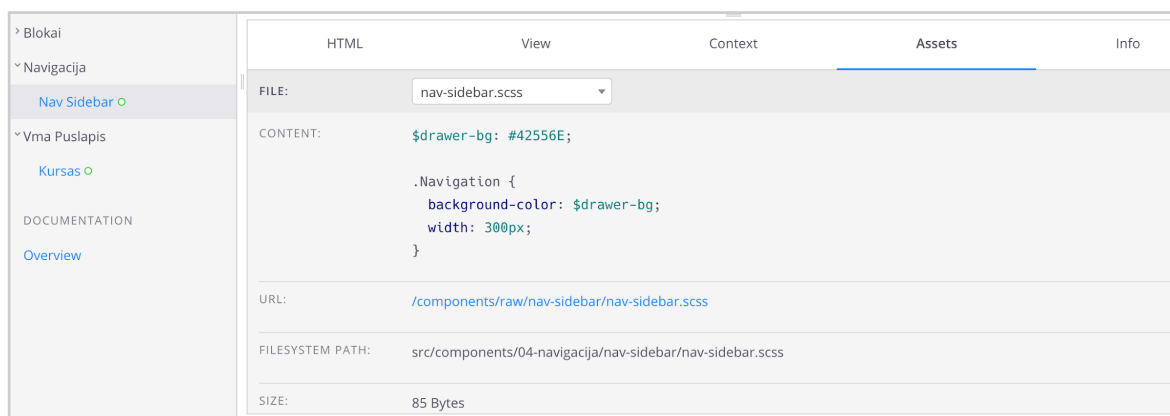 Blokai
Navigacija
Nav Sidebar
Vma Puslapis
Kursas
DOCUMENTATION
Overview
HTML View Context Assets Info
FILE: nav-sidebar.scss
CONTENT: $drawer-bg: #42556E;
.Navigation {
background-color: $drawer-bg;
width: 300px;
}
URL: /components/raw/nav-sidebar/nav-sidebar.scss
FILESYSTEM PATH: src/components/04-navigacija/nav-sidebar/nav-sidebar.scss
SIZE: 85 Bytes